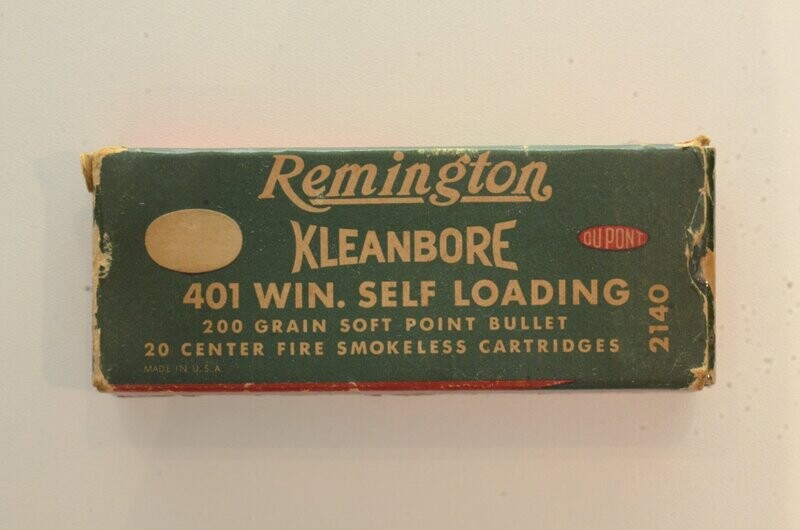 Remington
KLEANBORE
DU PONT
401 WIN. SELF LOADING
200 GRAIN SOFT POINT BULLET
20 CENTER FIRE SMOKELESS CARTRIDGES
2140
MADE IN U.S.A.